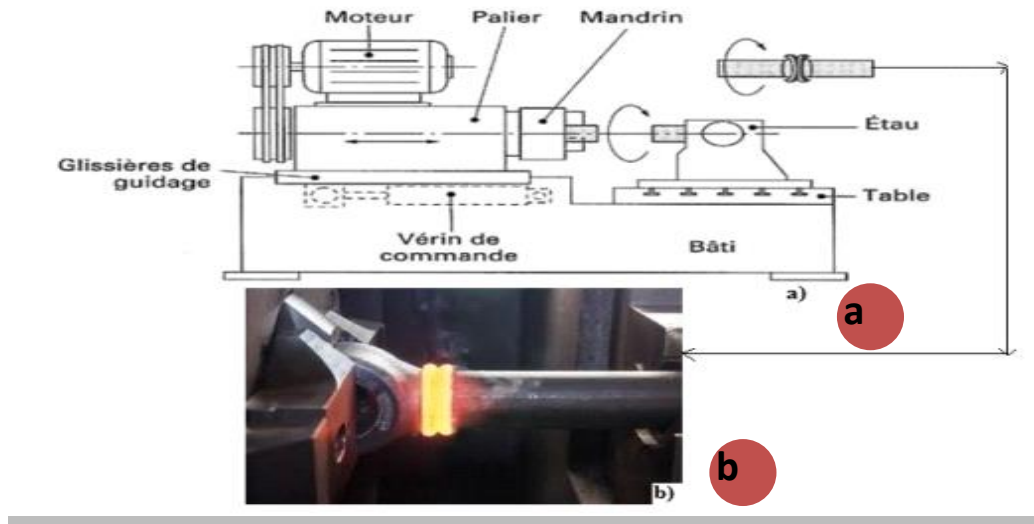 Moteur
Palier
Mandrin
Étau
Glissières de
guidage
Table
Vérin de
commande
Bâti
a)
a
b
b)